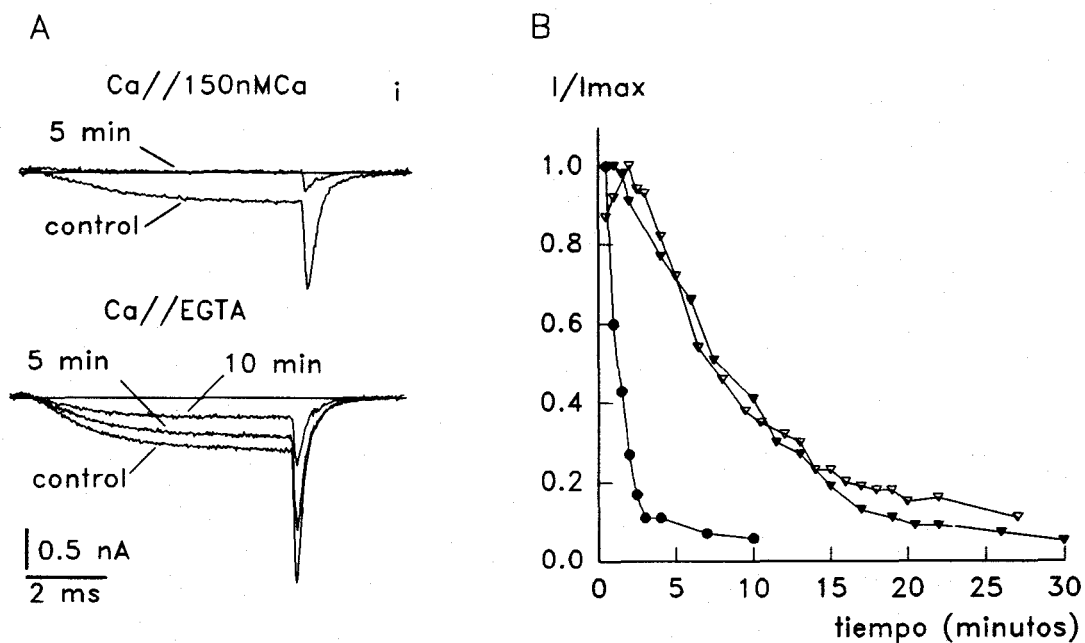 A
Ca//150nMCa
i
5 min
control
Ca//EGTA
5 min
10 min
control
0.5 nA
2 ms
B
I/Imax
1.0
0.8
0.6
0.4
0.2
0.0
0 5 10 15 20 25 30
tiempo (minutos)